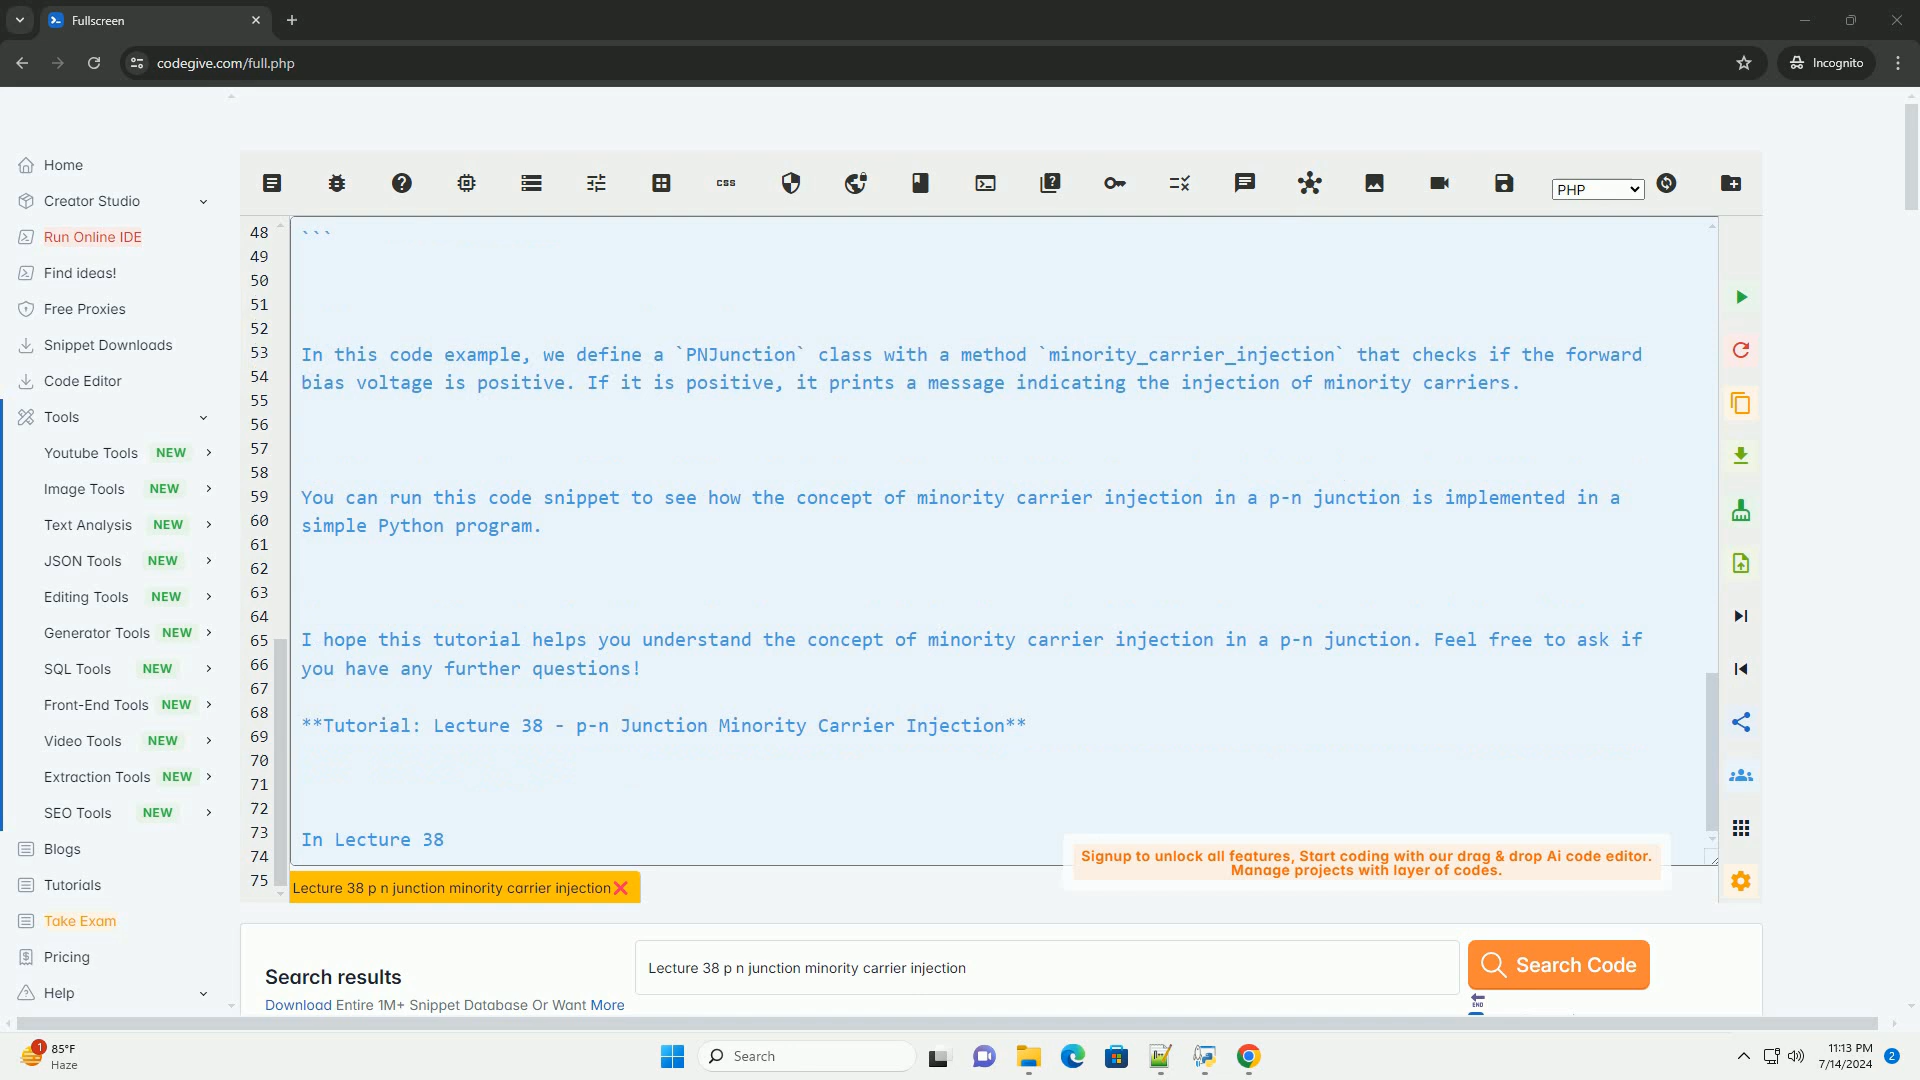 Fullscreen
codegive.com/full.php
Incognito
Home
Creator Studio
Run Online IDE
Find ideas!
Free Proxies
Snippet Downloads
Code Editor
Tools
Youtube Tools NEW
Image Tools NEW
Text Analysis NEW
JSON Tools NEW
Editing Tools NEW
Generator Tools NEW
SQL Tools NEW
Front-End Tools NEW
Video Tools NEW
Extraction Tools NEW
SEO Tools NEW
Blogs
Tutorials
Take Exam
Pricing
Help
css
PHP
48
49
50
51
52
53
54
55
56
57
58
59
60
61
62
63
64
65
66
67
68
69
70
71
72
73
74
75
```
In this code example, we define a `PNJunction` class with a method `minority_carrier_injection` that checks if the forward
bias voltage is positive. If it is positive, it prints a message indicating the injection of minority carriers.
You can run this code snippet to see how the concept of minority carrier injection in a p-n junction is implemented in a
simple Python program.
I hope this tutorial helps you understand the concept of minority carrier injection in a p-n junction. Feel free to ask if
you have any further questions!
**Tutorial: Lecture 38 - p-n Junction Minority Carrier Injection**
In Lecture 38
Signup to unlock all features, Start coding with our drag & drop Ai code editor.
Manage projects with layer of codes.
Lecture 38 p n junction minority carrier injection
Search results
Download Entire 1M+ Snippet Database Or Want More
Lecture 38 p n junction minority carrier injection
Search Code
END
1
85°F
Haze
Search
11:13 PM
7/14/2024
2